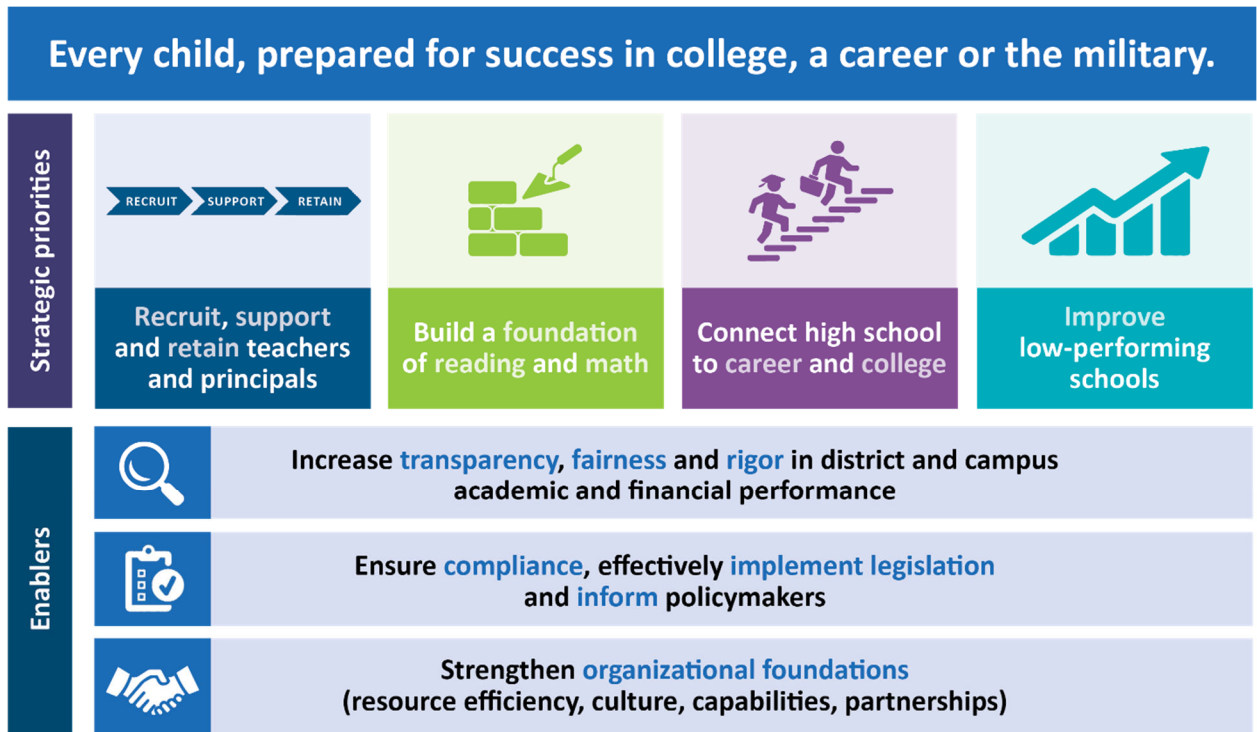 Every child, prepared for success in college, a career or the military.
Strategic priorities
RECRUIT SUPPORT RETAIN
Recruit, support
and retain teachers
and principals
Build a foundation
of reading and math
Connect high school
to career and college
Improve
low-performing
schools
Enablers
Increase transparency, fairness and rigor in district and campus
academic and financial performance
Ensure compliance, effectively implement legislation
and inform policymakers
Strengthen organizational foundations
(resource efficiency, culture, capabilities, partnerships)